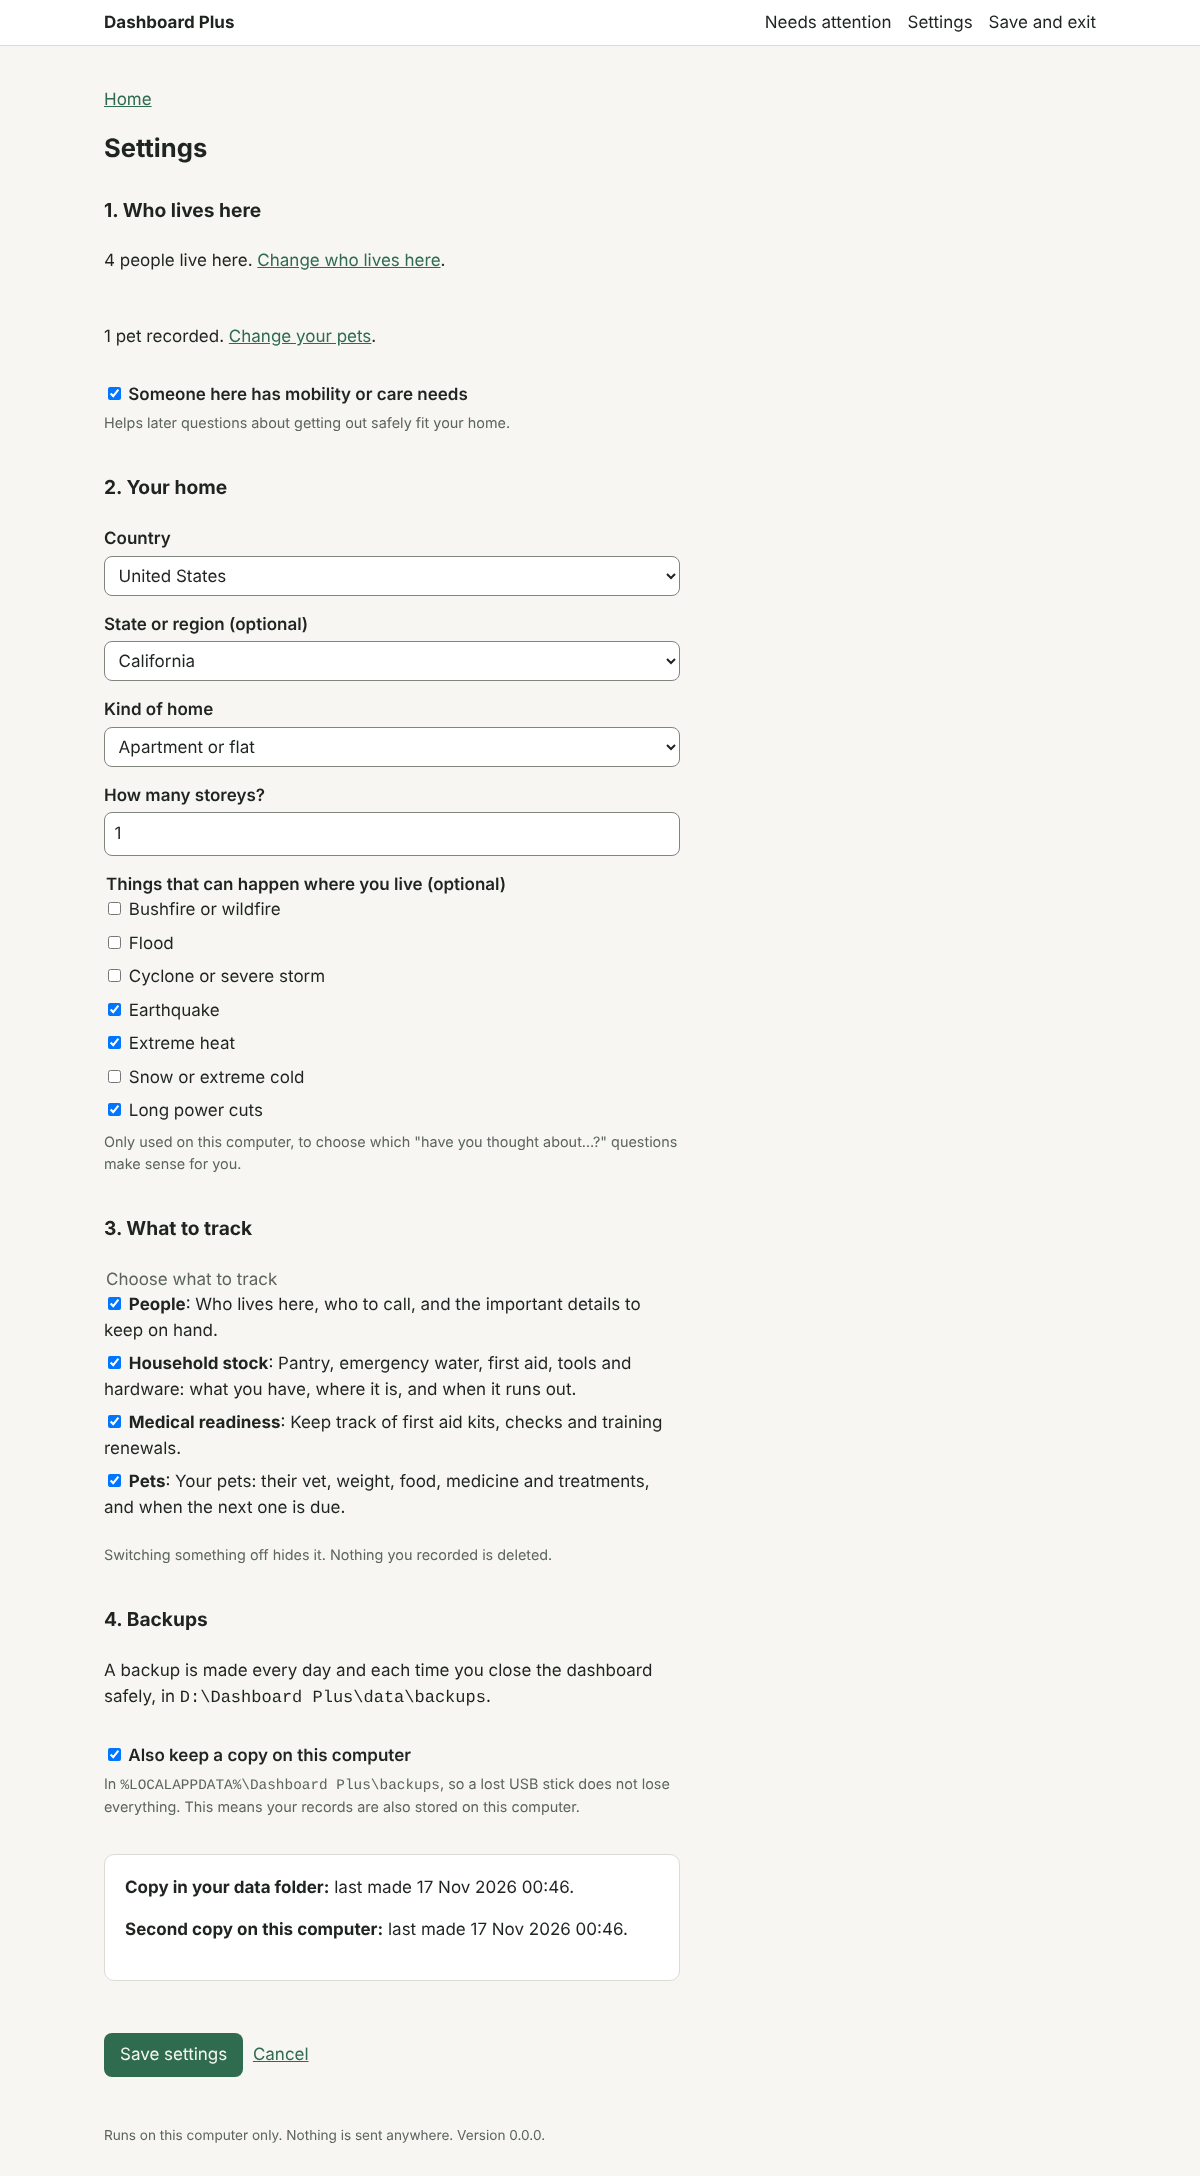 Dashboard Plus
Needs attention Settings Save and exit
Home
Settings
1. Who lives here
4 people live here. Change who lives here.
1 pet recorded. Change your pets.
Someone here has mobility or care needs
Helps later questions about getting out safely fit your home.
2. Your home
Country
United States
State or region (optional)
California
Kind of home
Apartment or flat
How many storeys?
1
Things that can happen where you live (optional)
Bushfire or wildfire
Flood
Cyclone or severe storm
Earthquake
Extreme heat
Snow or extreme cold
Long power cuts
Only used on this computer, to choose which "have you thought about...?" questions
make sense for you.
3. What to track
Choose what to track
People: Who lives here, who to call, and the important details to
keep on hand.
Household stock: Pantry, emergency water, first aid, tools and
hardware: what you have, where it is, and when it runs out.
Medical readiness: Keep track of first aid kits, checks and training
renewals.
Pets: Your pets: their vet, weight, food, medicine and treatments,
and when the next one is due.
Switching something off hides it. Nothing you recorded is deleted.
4. Backups
A backup is made every day and each time you close the dashboard
safely, in D:\Dashboard Plus\data\backups.
Also keep a copy on this computer
In %LOCALAPPDATA%\Dashboard Plus\backups, so a lost USB stick does not lose
everything. This means your records are also stored on this computer.
Copy in your data folder: last made 17 Nov 2026 00:46.
Second copy on this computer: last made 17 Nov 2026 00:46.
Save settings Cancel
Runs on this computer only. Nothing is sent anywhere. Version 0.0.0.